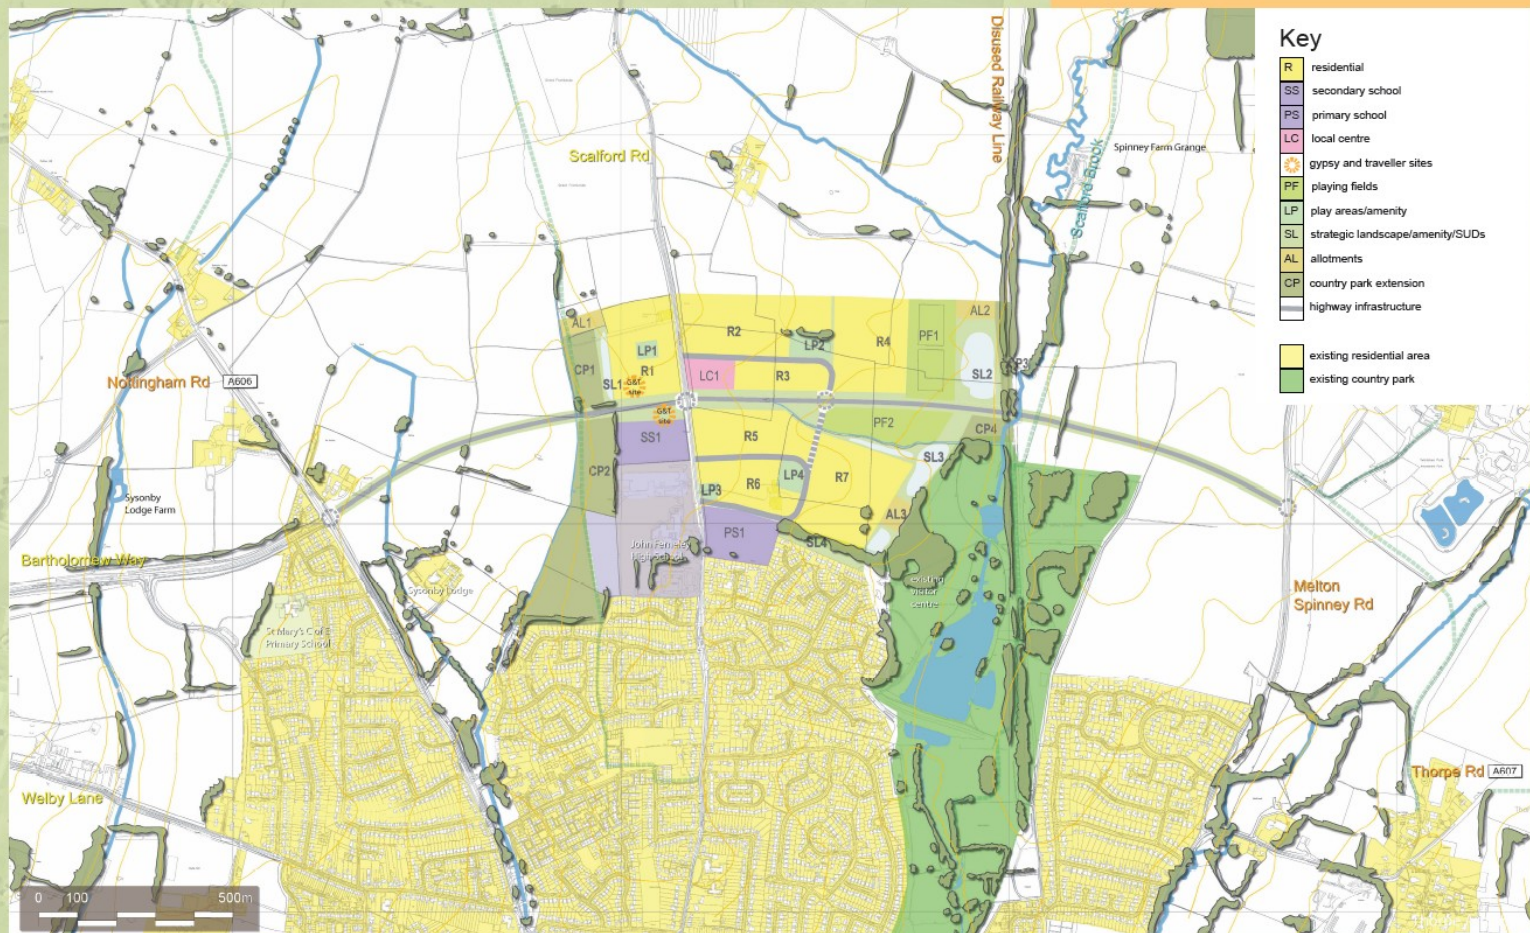 Key
R residential
SS secondary school
PS primary school
LC local centre
gypsy and traveller sites
PF playing fields
LP play areas/amenity
SL strategic landscape/amenity/SUDs
AL allotments
CP country park extension
highway infrastructure
existing residential area
existing country park
Disused Railway Line
Scalford Rd
Scalford Brook
Spinney Farm Grange
AL1
R2
LP2
R4
PF1
AL2
LP1
CP1
SL1
R1
G&T
site
LC1
R3
SL2
Nottingham Rd A606
G&T
site
SS1
R5
PF2
CP4
CP2
SL3
LP4
R6
R7
LP3
AL3
PS1
SL4
Sysonby
Lodge Farm
John Ferneley
High School
Bartholomew Way
Sysonby Lodge
existing
visitor
centre
Melton
Spinney Rd
St Mary's C of E
Primary School
Welby Lane
Thorpe Rd A607
0 100 500m